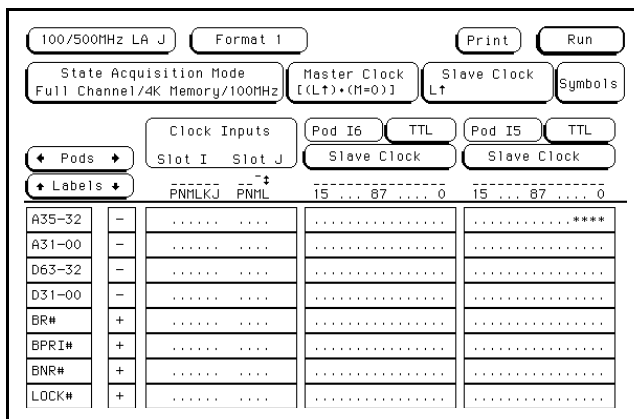 100/500MHz LA J Format 1 Print Run
State Acquisition Mode Master Clock Slave Clock Symbols
Full Channel/4K Memory/100MHz [(L↑)•(M=0)] L↑
Clock Inputs Pod I6 TTL Pod I5 TTL
← Pods → Slot I Slot J Slave Clock Slave Clock
↑ Labels ↓ PNMLKJ PNML 15 ... 87 .... 0 15 ... 87 .... 0
A35-32 - ...... .... ................ ............****
A31-00 - ...... .... ................ ................
D63-32 - ...... .... ................ ................
D31-00 - ...... .... ................ ................
BR# + ...... .... ................ ................
BPRI# + ...... .... ................ ................
BNR# + ...... .... ................ ................
LOCK# + ...... .... ................ ................